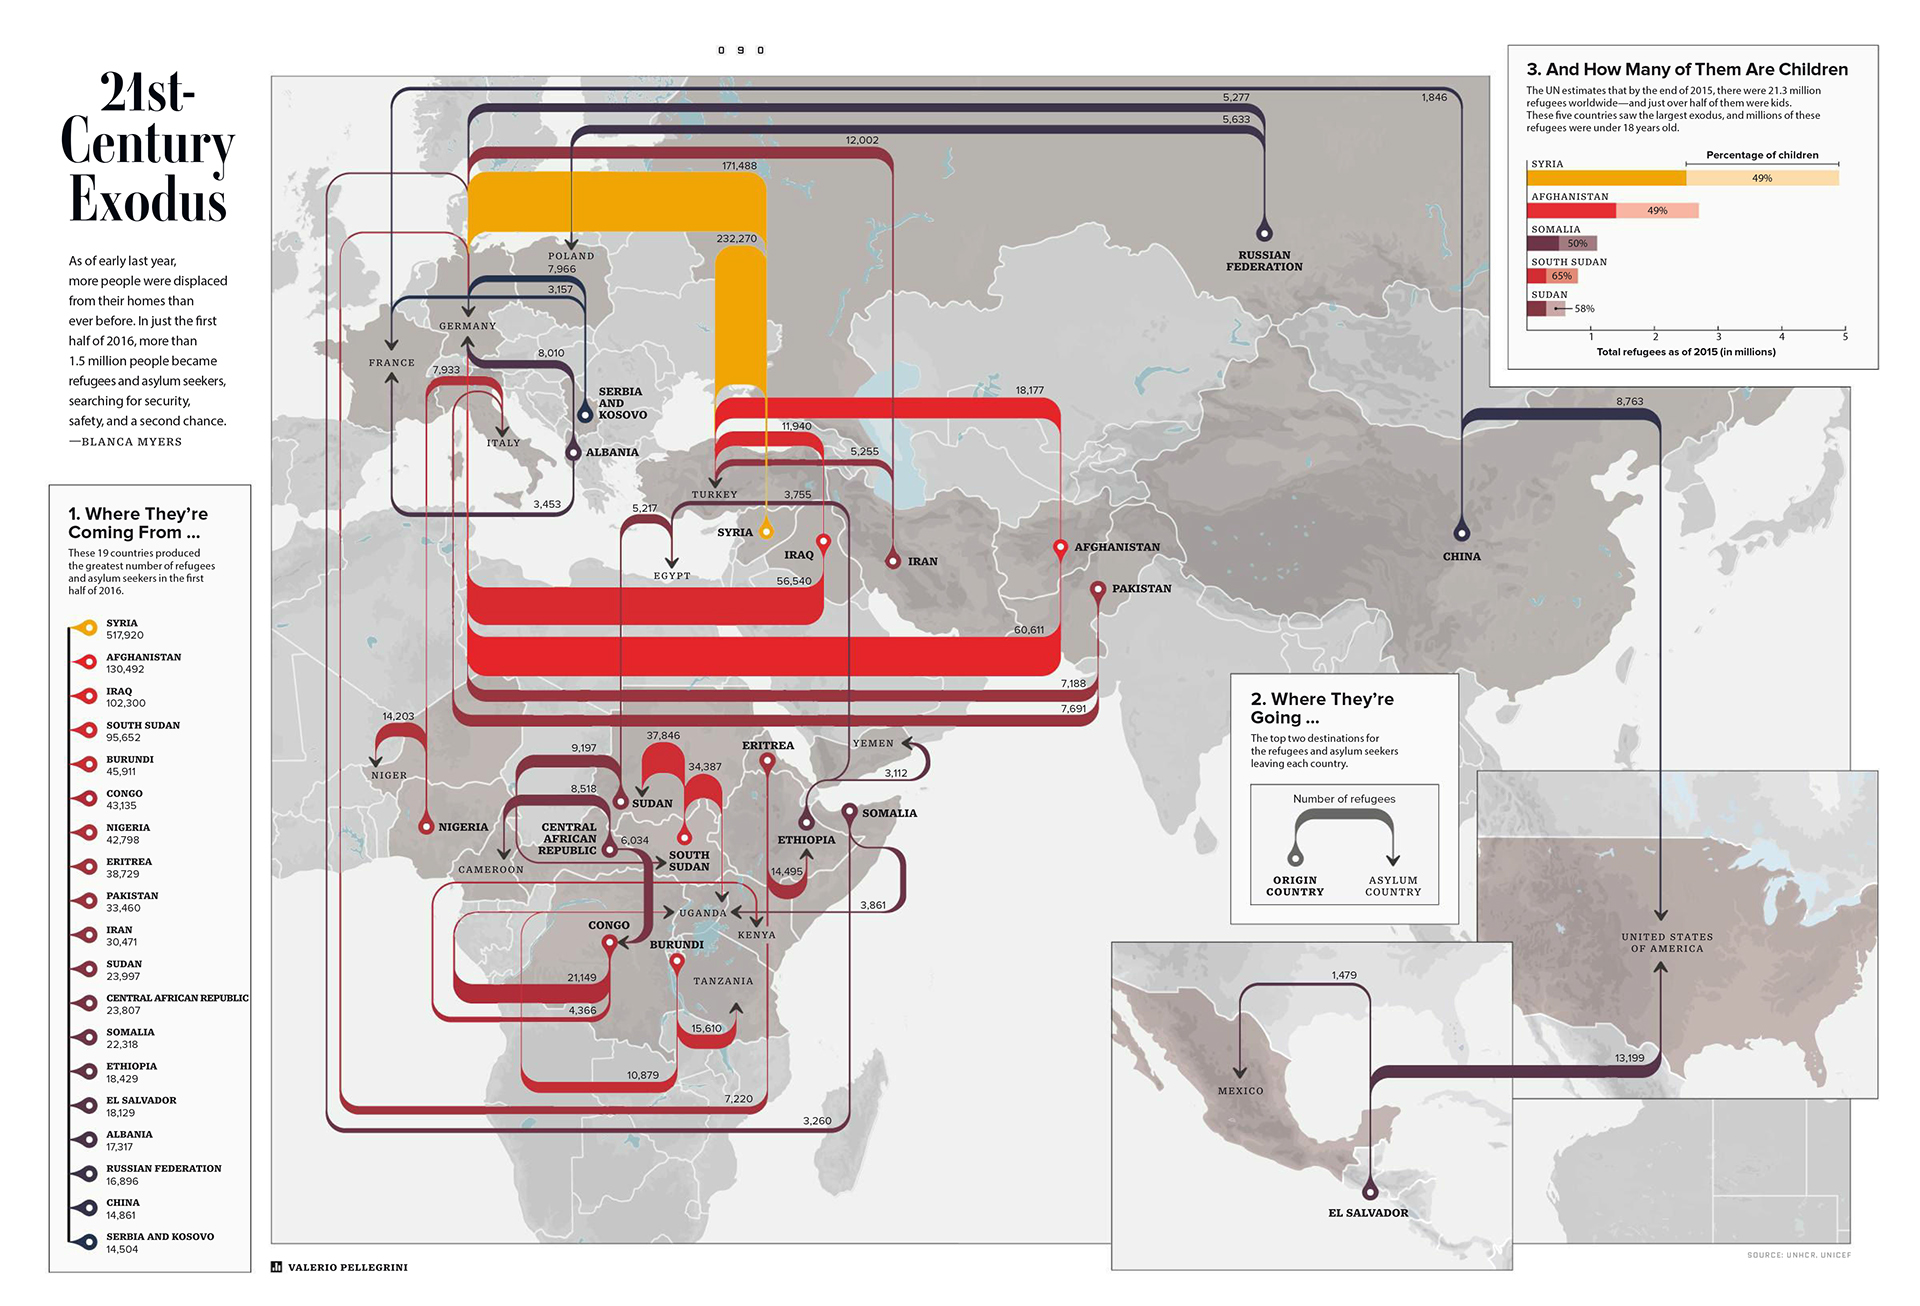 0 9 0
21st-
Century
Exodus
As of early last year,
more people were displaced
from their homes than
ever before. In just the first
half of 2016, more than
1.5 million people became
refugees and asylum seekers,
searching for security,
safety, and a second chance.
—BLANCA MYERS
1. Where They’re
Coming From ...
These 19 countries produced
the greatest number of refugees
and asylum seekers in the first
half of 2016.
SYRIA
517,920
AFGHANISTAN
130,492
IRAQ
102,300
SOUTH SUDAN
95,652
BURUNDI
45,911
CONGO
43,135
NIGERIA
42,798
ERITREA
38,729
PAKISTAN
33,460
IRAN
30,471
SUDAN
23,997
CENTRAL AFRICAN REPUBLIC
23,807
SOMALIA
22,318
ETHIOPIA
18,429
EL SALVADOR
18,129
ALBANIA
17,317
RUSSIAN FEDERATION
16,896
CHINA
14,861
SERBIA AND KOSOVO
14,504
5,277
1,846
5,633
12,002
171,488
232,270
POLAND
7,966
3,157
GERMANY
FRANCE
8,010
7,933
SERBIA
AND
KOSOVO
ITALY
ALBANIA
3,453
RUSSIAN
FEDERATION
18,177
11,940
5,255
TURKEY
3,755
5,217
SYRIA
IRAQ
IRAN
EGYPT
56,540
AFGHANISTAN
PAKISTAN
60,611
7,188
7,691
CHINA
8,763
14,203
NIGER
NIGERIA
9,197
37,846
34,387
ERITREA
YEMEN
3,112
8,518
SUDAN
CENTRAL
AFRICAN
REPUBLIC
6,034
SOUTH
SUDAN
ETHIOPIA
SOMALIA
CAMEROON
14,495
3,861
UGANDA
KENYA
CONGO
BURUNDI
TANZANIA
21,149
4,366
15,610
10,879
7,220
3,260
2. Where They’re
Going ...
The top two destinations for
the refugees and asylum seekers
leaving each country.
Number of refugees
ORIGIN
COUNTRY
ASYLUM
COUNTRY
3. And How Many of Them Are Children
The UN estimates that by the end of 2015, there were 21.3 million
refugees worldwide—and just over half of them were kids.
These five countries saw the largest exodus, and millions of these
refugees were under 18 years old.
Percentage of children
SYRIA
49%
AFGHANISTAN
49%
SOMALIA
50%
SOUTH SUDAN
65%
SUDAN
58%
1 2 3 4 5
Total refugees as of 2015 (in millions)
UNITED STATES
OF AMERICA
1,479
13,199
MEXICO
EL SALVADOR
VALERIO PELLEGRINI
SOURCE: UNHCR, UNICEF